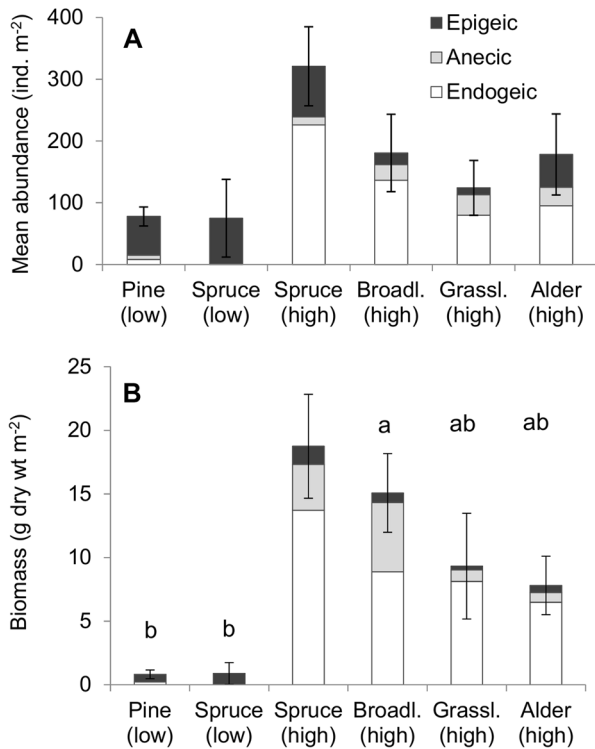 400
A
Epigeic
300
Anecic
Endogeic
200
100
0
Mean abundance (ind. m-2)
Pine Spruce Spruce Broadl. Grassl. Alder
(low) (low) (high) (high) (high) (high)
25
B
20
a ab ab
15
10
5
b b
0
Biomass (g dry wt m-2)
Pine Spruce Spruce Broadl. Grassl. Alder
(low) (low) (high) (high) (high) (high)